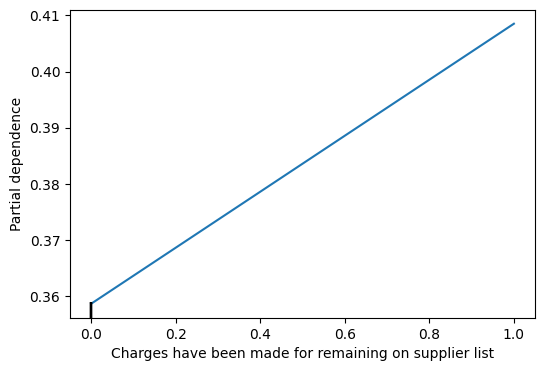 0.41
0.40
0.39
0.38
0.37
0.36
Partial dependence
0.0 0.2 0.4 0.6 0.8 1.0
Charges have been made for remaining on supplier list